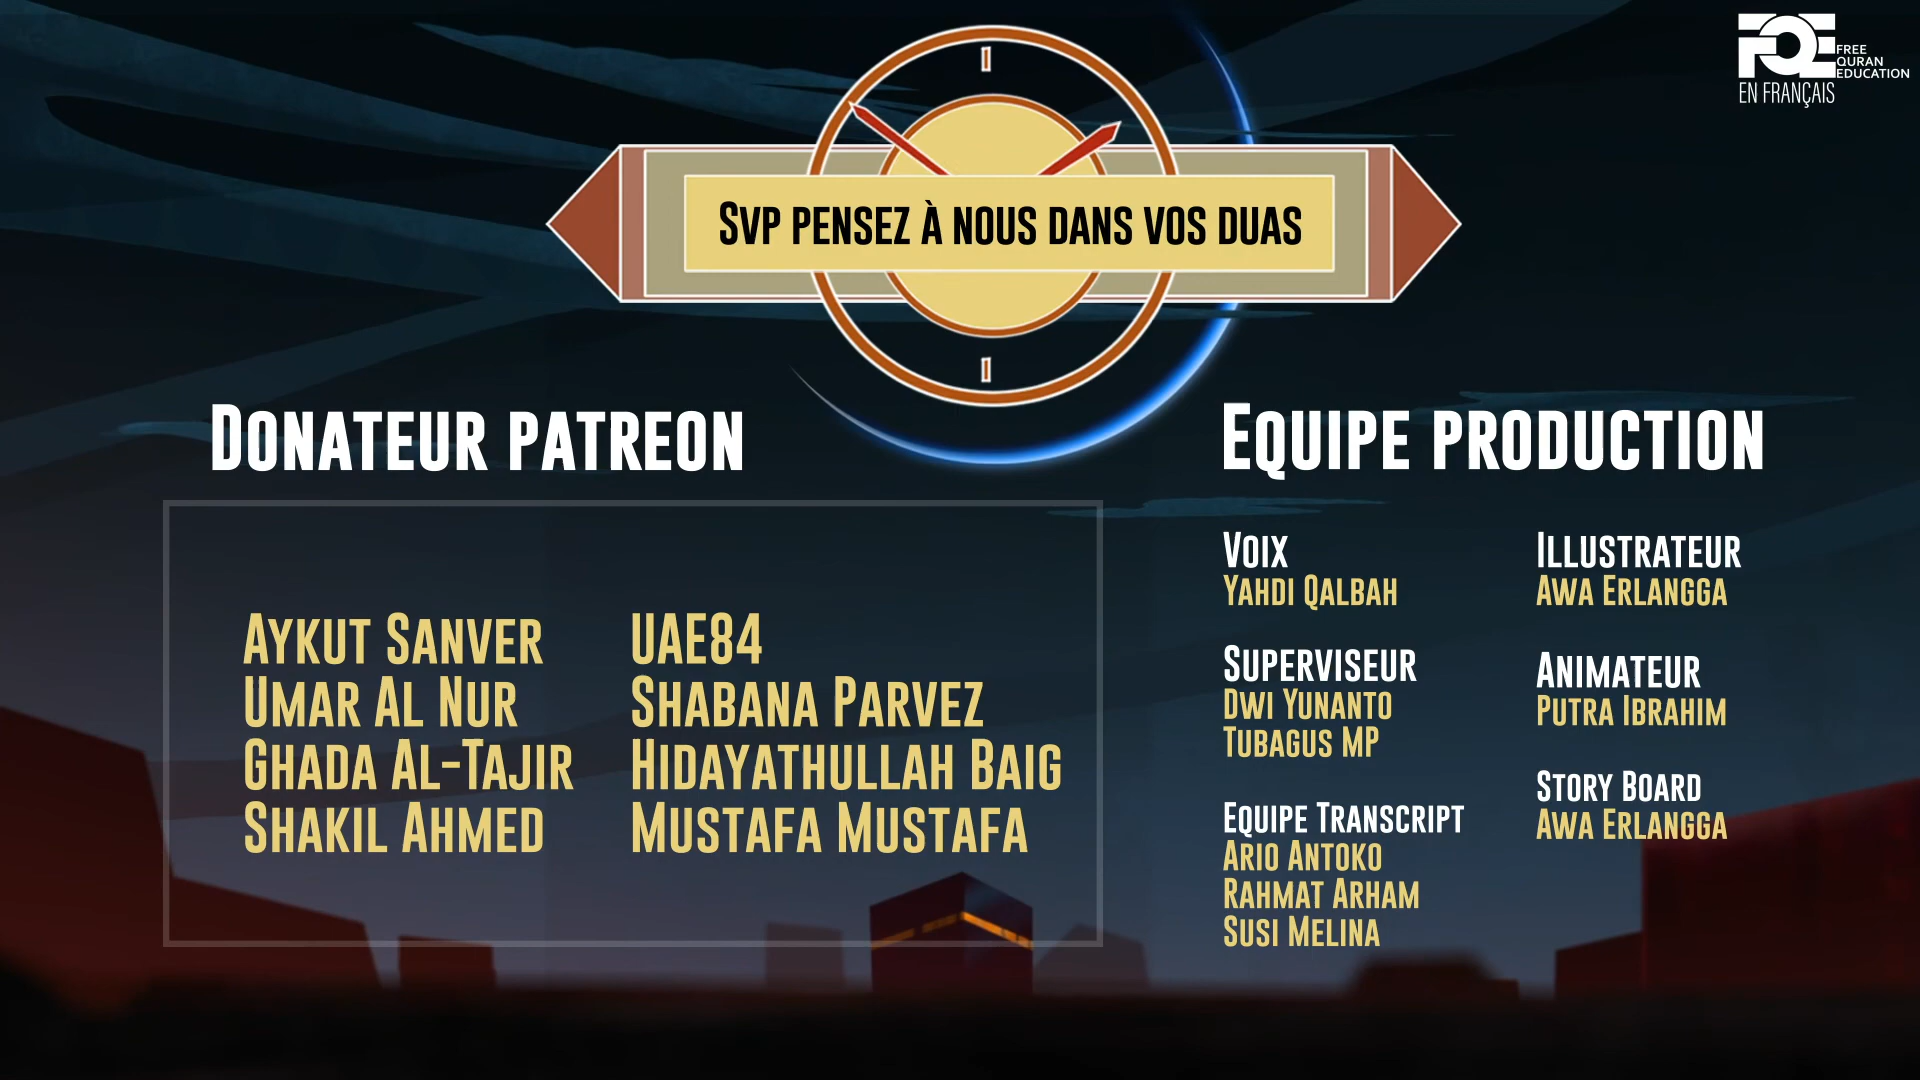 FQE FREE
QURAN
EDUCATION
EN FRANÇAIS
SVP PENSEZ À NOUS DANS VOS DUAS
DONATEUR PATREON
AYKUT SANVER
UMAR AL NUR
GHADA AL-TAJIR
SHAKIL AHMED
UAE84
SHABANA PARVEZ
HIDAYATHULLAH BAIG
MUSTAFA MUSTAFA
EQUIPE PRODUCTION
VOIX
YAHDI QALBAH
SUPERVISEUR
DWI YUNANTO
TUBAGUS MP
EQUIPE TRANSCRIPT
ARIO ANTOKO
RAHMAT ARHAM
SUSI MELINA
ILLUSTRATEUR
AWA ERLANGGA
ANIMATEUR
PUTRA IBRAHIM
STORY BOARD
AWA ERLANGGA